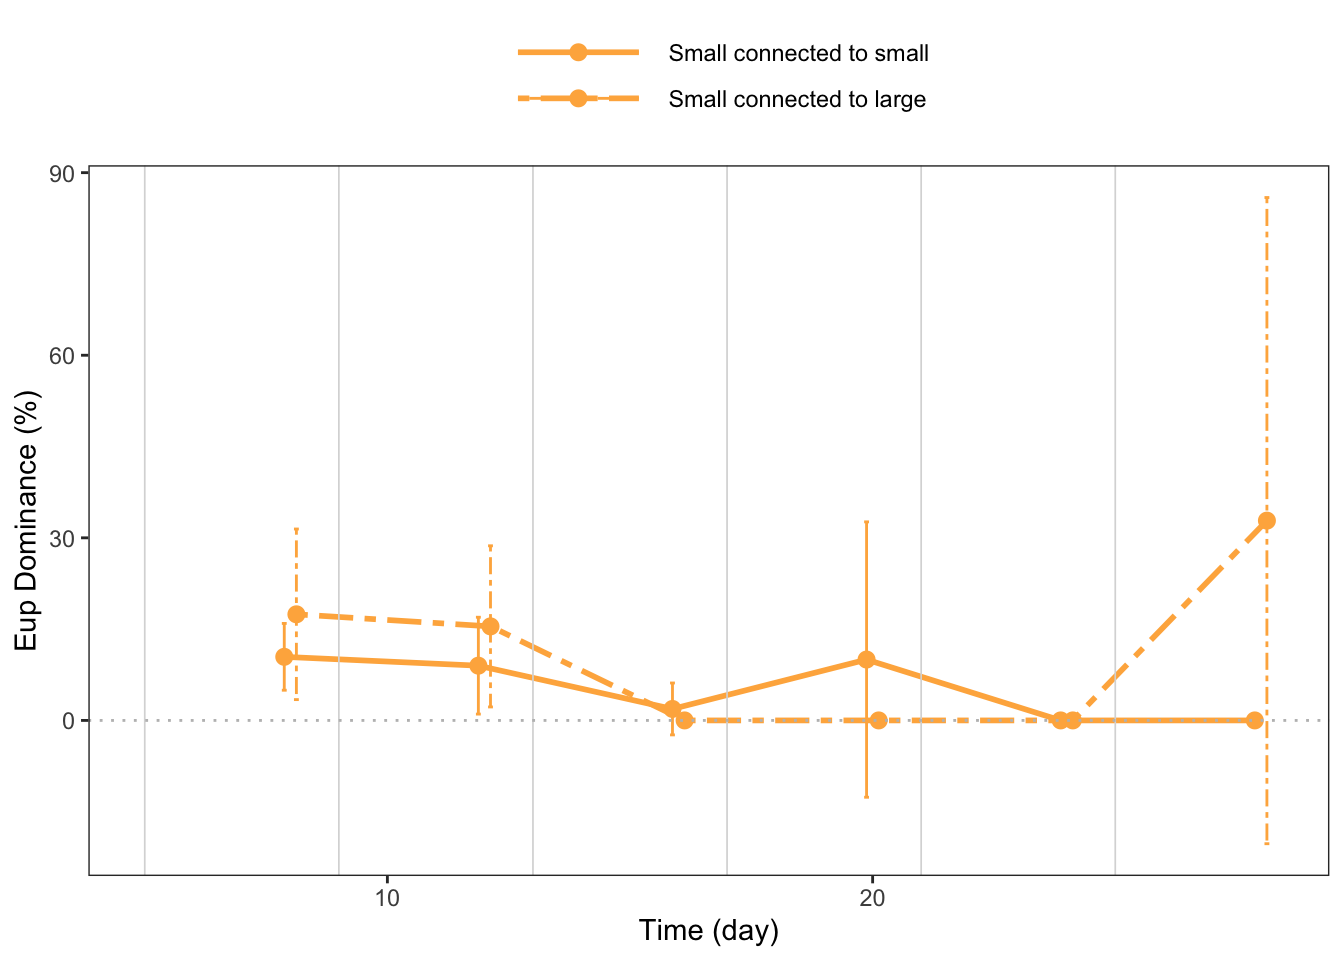 Small connected to small
Small connected to large
90
60
30
0
Eup Dominance (%)
10
20
Time (day)